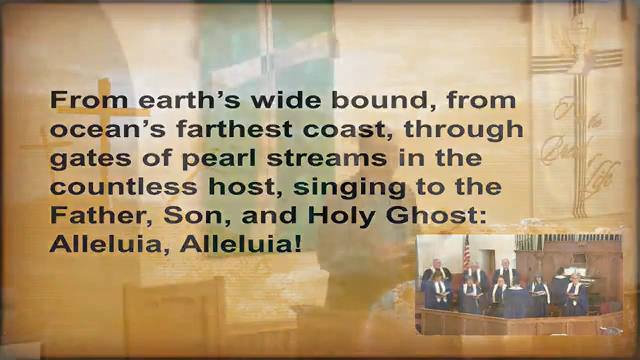 From earth's wide bound, from
ocean's farthest coast, through
gates of pearl streams in the
countless host, singing to the
Father, Son, and Holy Ghost:
Alleluia, Alleluia!